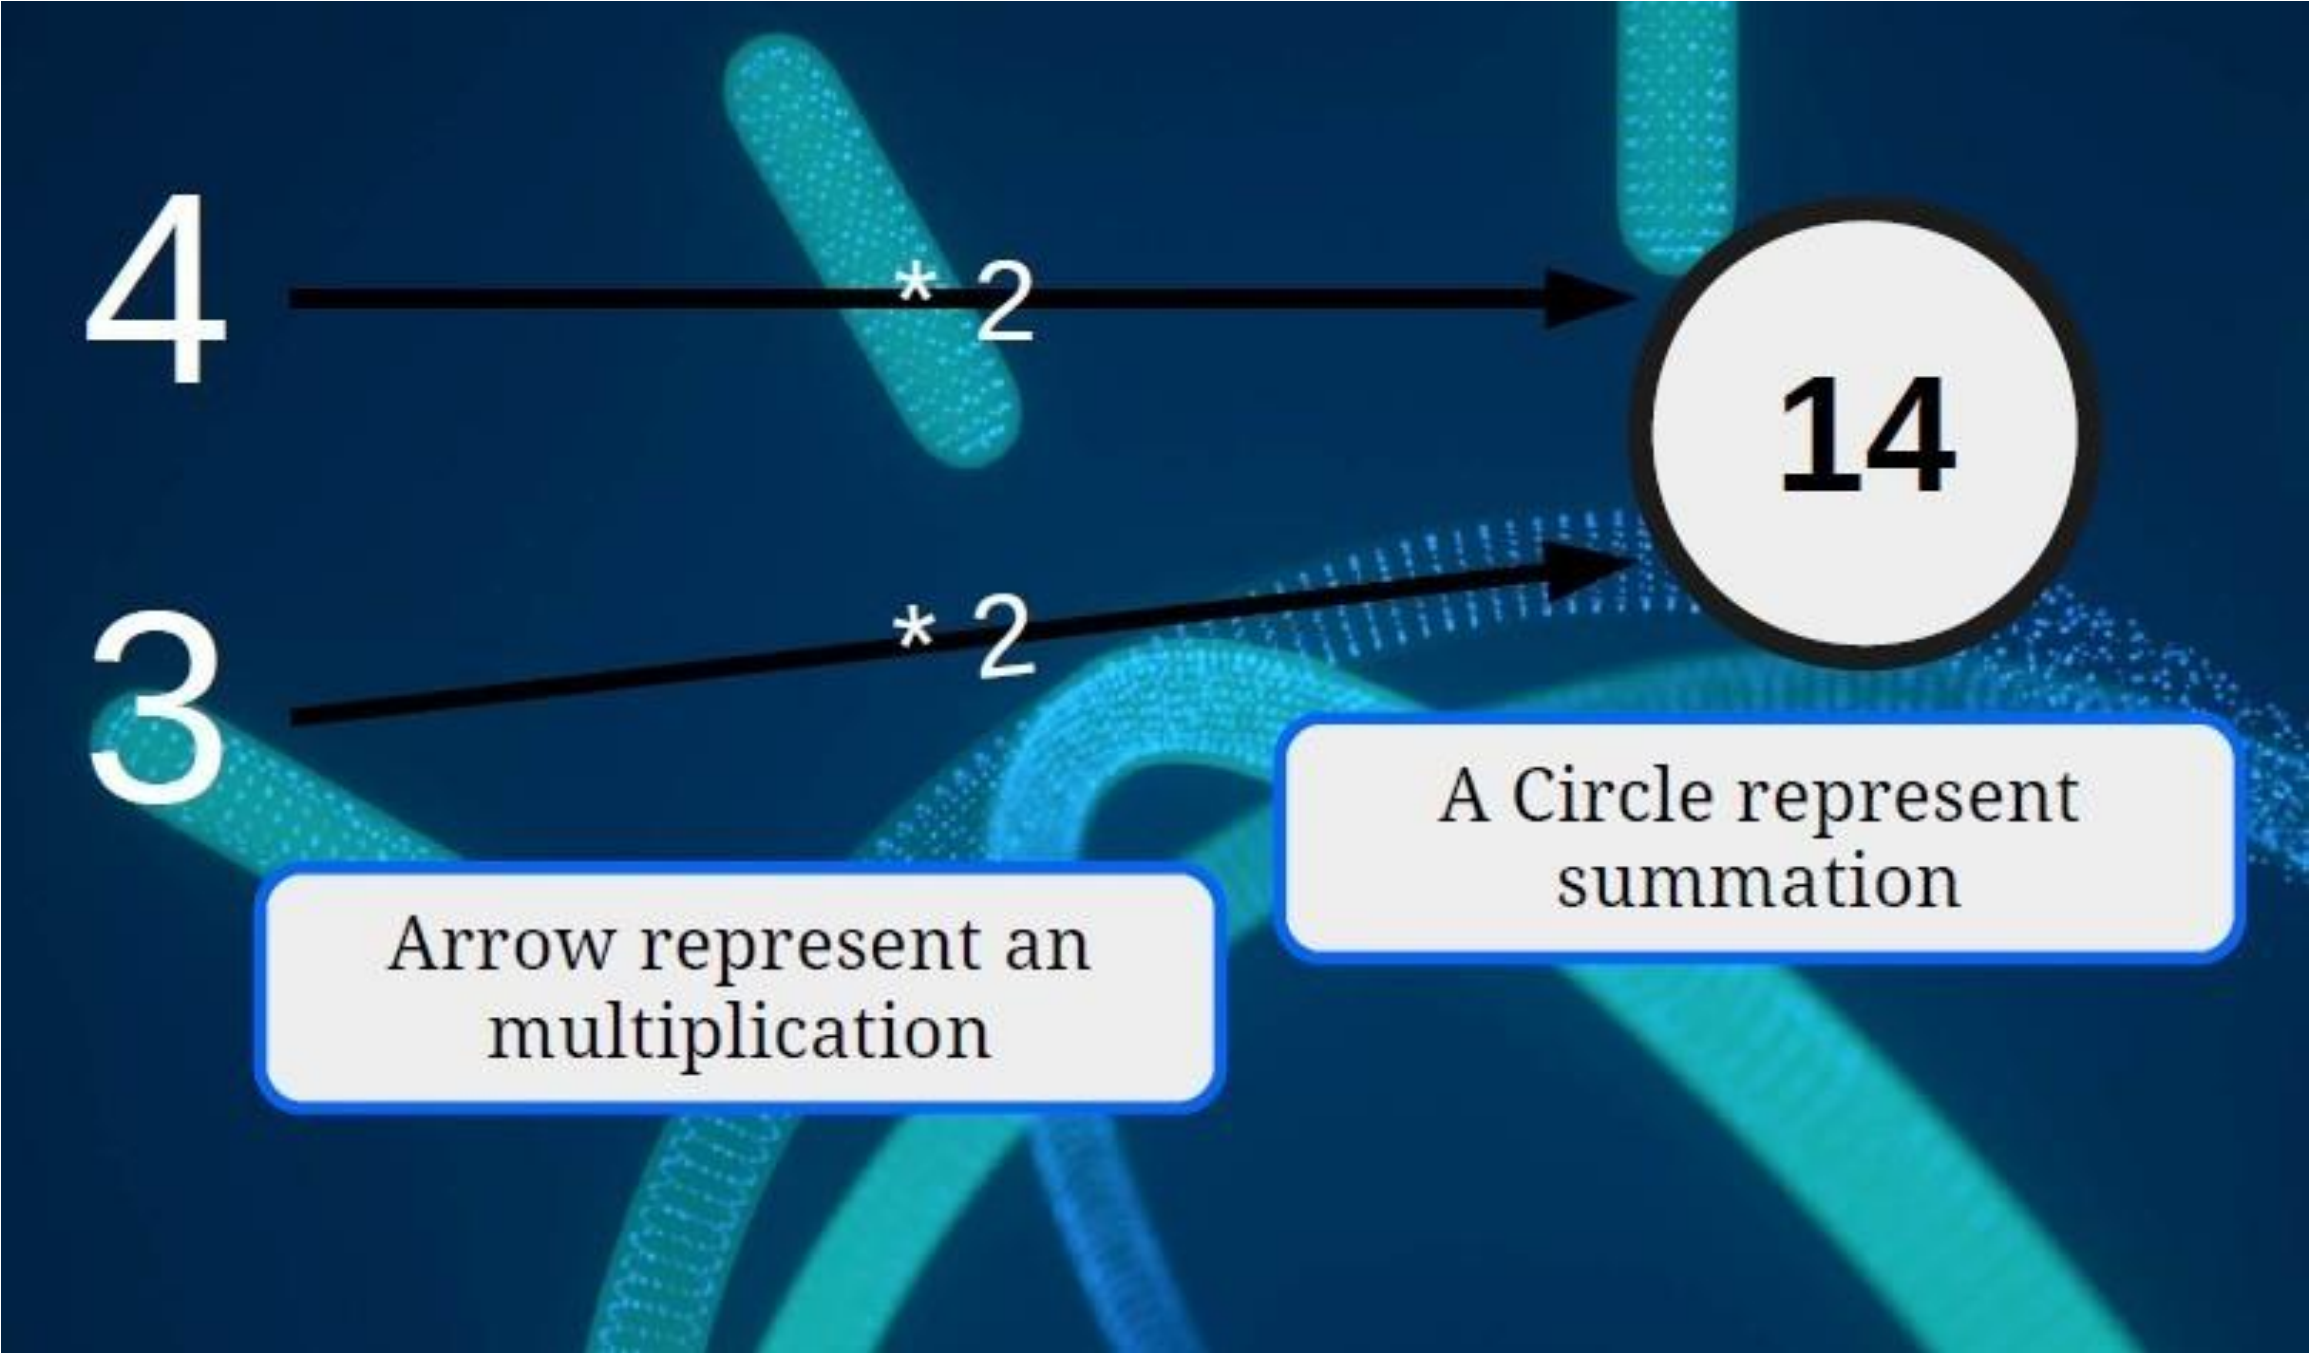 4
* 2
14
3
* 2
A Circle represent
summation
Arrow represent an
multiplication